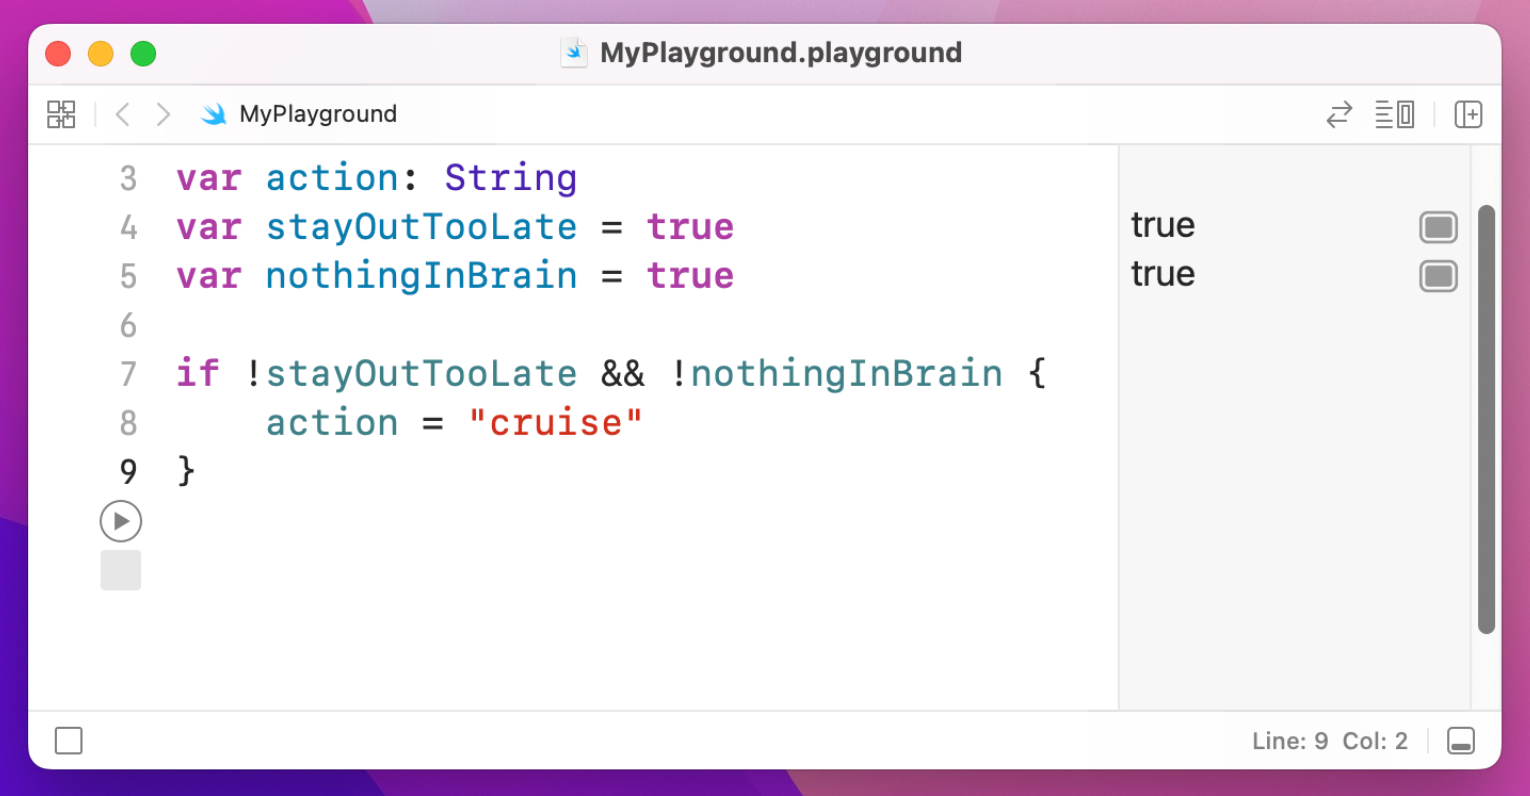 MyPlayground.playground
MyPlayground
3 var action: String
4 var stayOutTooLate = true true
5 var nothingInBrain = true true
6
7 if !stayOutTooLate && !nothingInBrain {
8     action = "cruise"
9 }
Line: 9 Col: 2